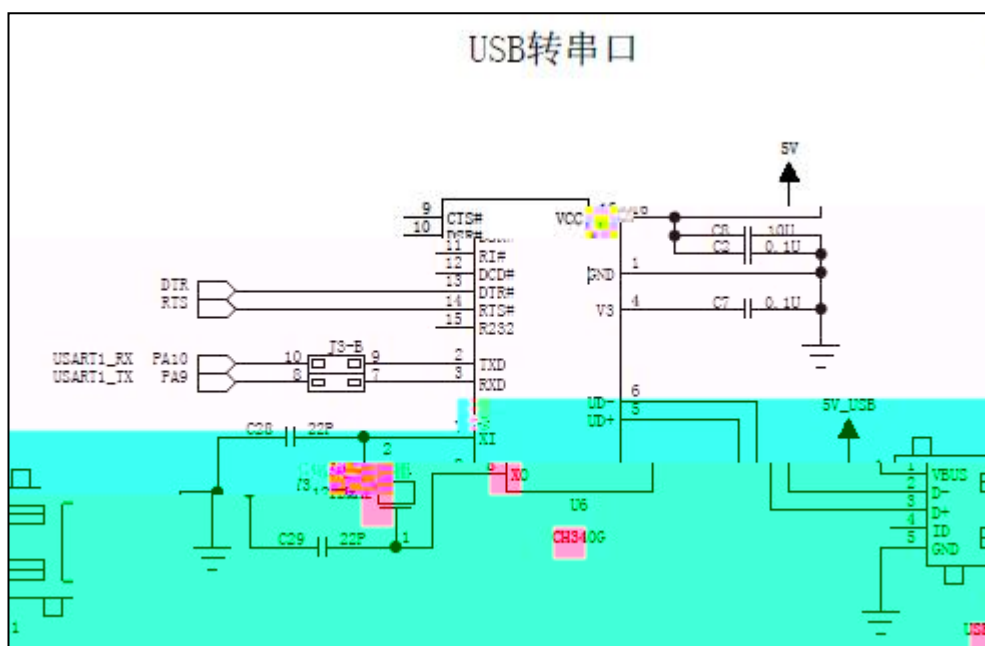 USB转串口
5V
9 CTS# VCC
10 DSR# C8 10U
11 C2 0.1U
12 RI# GND 1
13 DCD#
DTR DTR#
RTS 14 RTS# V3 4 C7 0.1U
15 R232
J3-B
USART1_RX PA10 10 9 2 TXD
USART1_TX PA9 8 7 3 RXD
UD- 6
UD+ 5
5V_USB
C28 22P XI
2
XO
1 VBUS
2 D-
3 D+
4 ID
5 GND
U6
C29 22P 1 CH340G
1